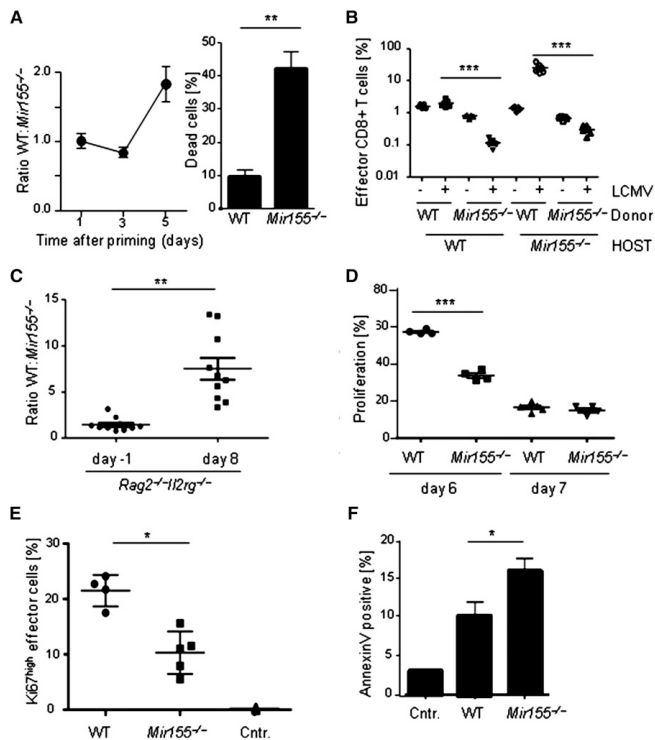 A
Ratio WT:Mir155-/-
2.0
1.0
0.0
1 3 5
Time after priming (days)
**
Dead cells [%]
50
40
30
20
10
0
WT Mir155-/-
B
Effector CD8+ T cells [%]
100
10
1
0.1
0.01
***
***
- + - + - + - + LCMV
WT Mir155-/- WT Mir155-/- Donor
WT Mir155-/- HOST
C
Ratio WT:Mir155-/-
15
10
5
0
**
day -1 day 8
Rag2-/-Il2rg-/-
D
Proliferation [%]
80
60
40
20
0
***
WT Mir155-/- WT Mir155-/-
day 6 day 7
E
Ki67high effector cells [%]
30
20
10
0
*
WT Mir155-/- Cntr.
F
AnnexinV positive [%]
20
15
10
5
0
*
Cntr. WT Mir155-/-